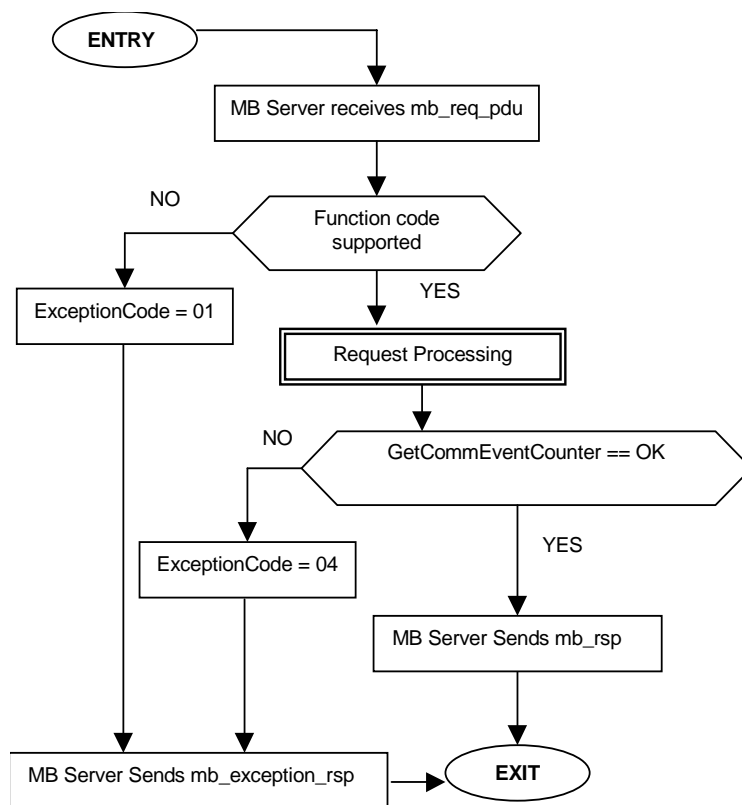 ENTRY
MB Server receives mb_req_pdu
NO
Function code
supported
YES
ExceptionCode = 01
Request Processing
NO
GetCommEventCounter == OK
YES
ExceptionCode = 04
MB Server Sends mb_rsp
MB Server Sends mb_exception_rsp
EXIT